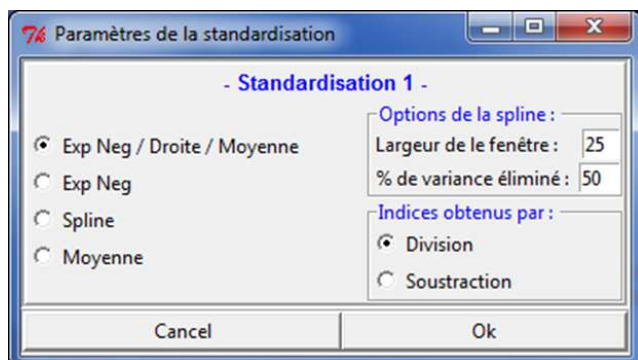 Paramètres de la standardisation
- Standardisation 1 -
Exp Neg / Droite / Moyenne
Exp Neg
Spline
Moyenne
Options de la spline :
Largeur de le fenêtre : 25
% de variance éliminé : 50
Indices obtenus par :
Division
Soustraction
Cancel
Ok